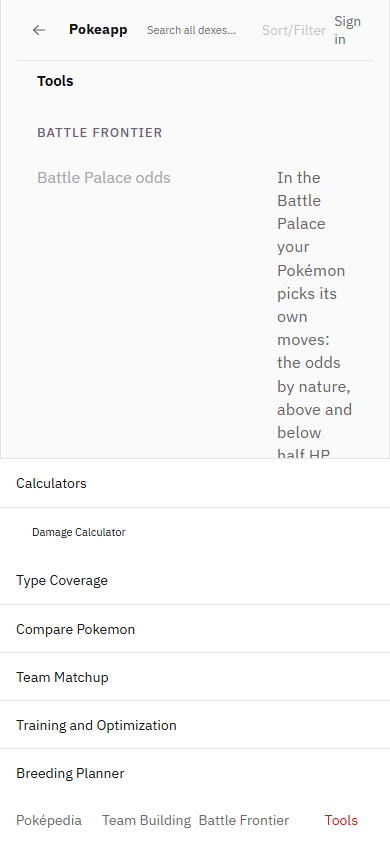 ← Pokeapp Search all dexes... Sort/Filter Sign in
Tools
BATTLE FRONTIER
Battle Palace odds
In the
Battle
Palace
your
Pokémon
picks its
own
moves:
the odds
by nature,
above and
below
half HP
Calculators
Damage Calculator
Type Coverage
Compare Pokemon
Team Matchup
Training and Optimization
Breeding Planner
Poképedia Team Building Battle Frontier Tools